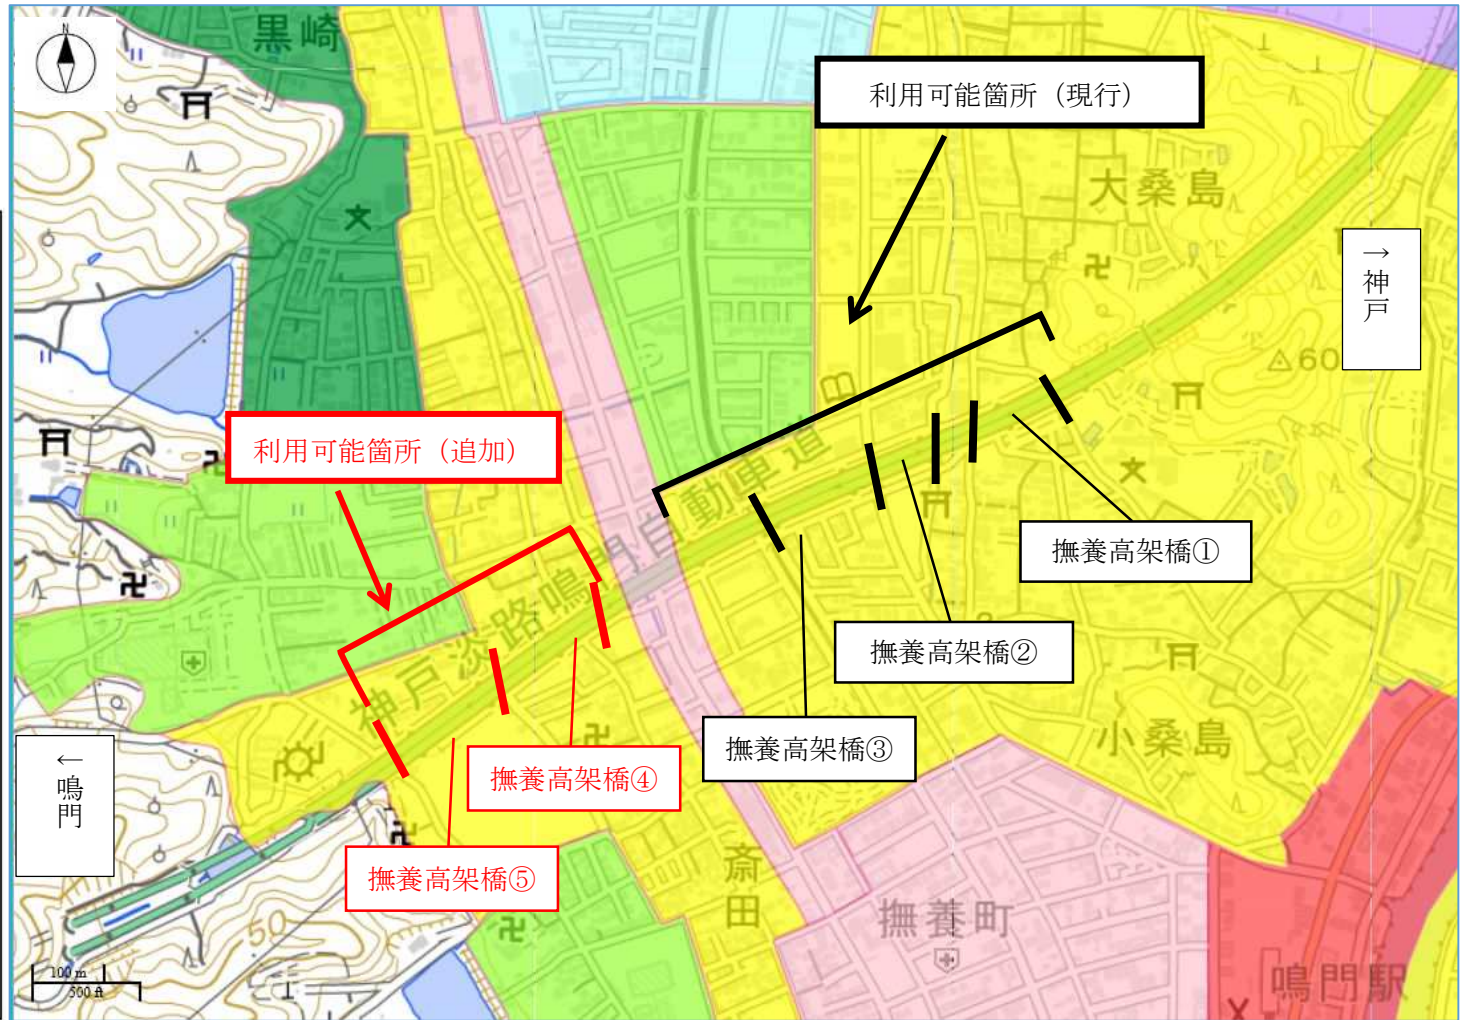 N
黒崎
利用可能箇所（現行）
大桑島
→神戸
60
利用可能箇所（追加）
神戸淡路鳴門自動車道
撫養高架橋①
撫養高架橋②
撫養高架橋③
小桑島
撫養高架橋④
撫養高架橋⑤
←鳴門
斎田
撫養町
50
鳴門駅
100 m
500 ft